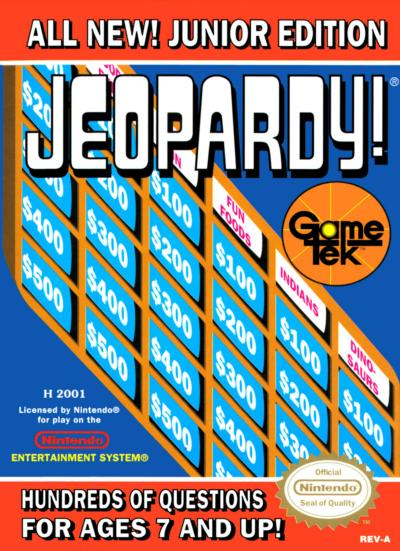 ALL NEW! JUNIOR EDITION
JEOPARDY!®
FUN
FOODS
INDIANS
DINO-
SAURS
$200
$400
$500
$200
$400
$500
$100
$200
$300
$400
$500
$100
$200
$300
$400
$100
$200
$300
$100
$200
Game
Tek
H 2001
Licensed by Nintendo®
for play on the
Nintendo
ENTERTAINMENT SYSTEM®
Official
Nintendo
Seal of Quality
TM
HUNDREDS OF QUESTIONS
FOR AGES 7 AND UP!
REV-A